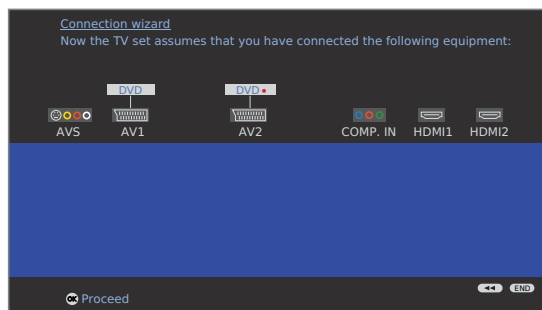 Connection wizard
Now the TV set assumes that you have connected the following equipment:
DVD DVD
AVS AV1 AV2 COMP. IN HDMI1 HDMI2
END
OK Proceed